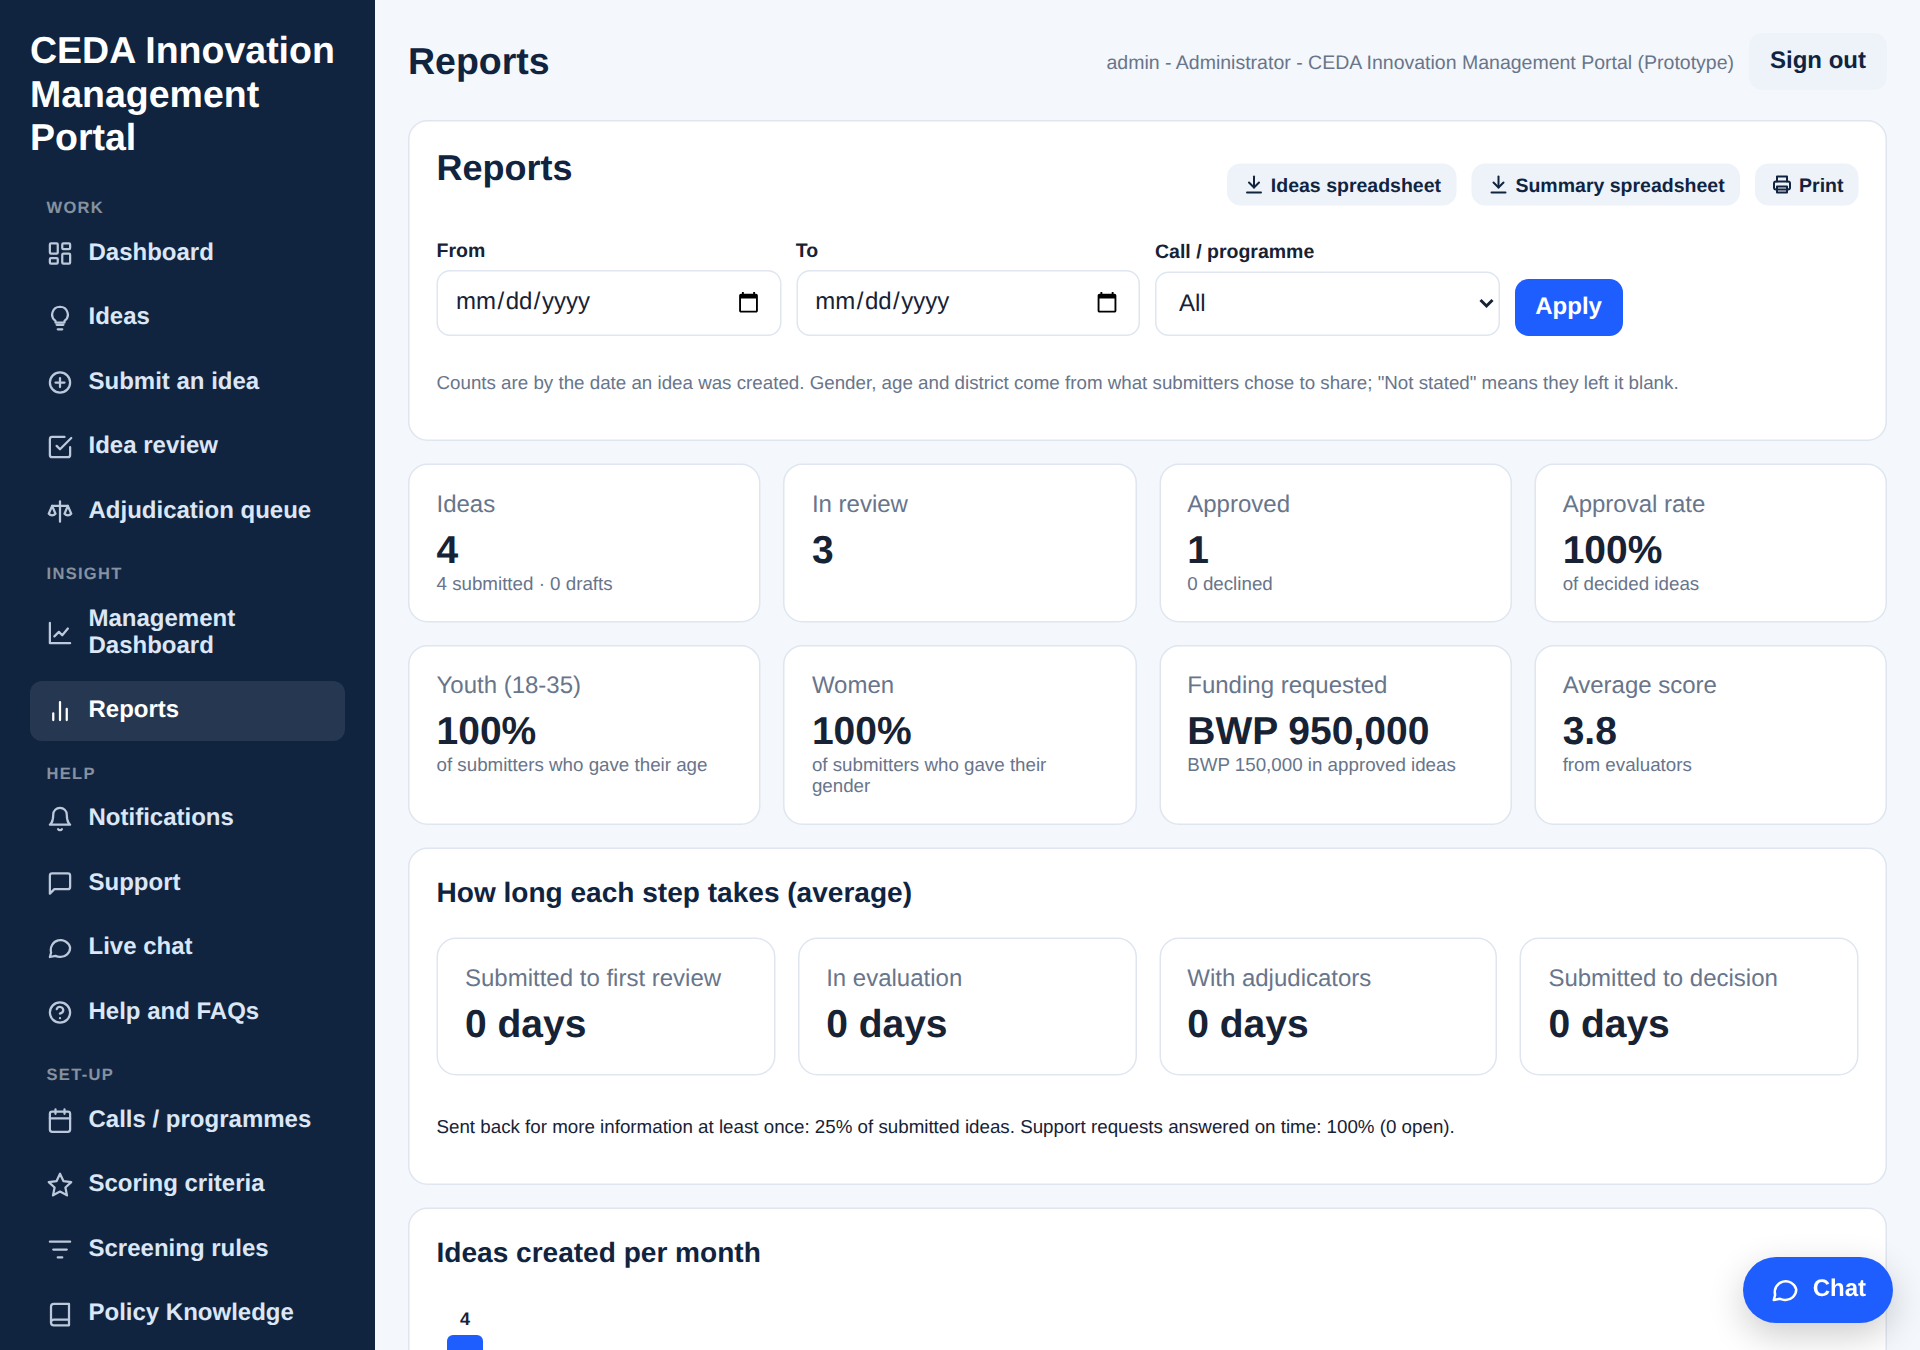 CEDA Innovation
Management
Portal
WORK
Dashboard
Ideas
Submit an idea
Idea review
Adjudication queue
INSIGHT
Management
Dashboard
Reports
HELP
Notifications
Support
Live chat
Help and FAQs
SET-UP
Calls / programmes
Scoring criteria
Screening rules
Policy Knowledge
Reports
admin - Administrator - CEDA Innovation Management Portal (Prototype)
Sign out
Reports
Ideas spreadsheet
Summary spreadsheet
Print
From
To
Call / programme
mm/dd/yyyy
mm/dd/yyyy
All
Apply
Counts are by the date an idea was created. Gender, age and district come from what submitters chose to share; "Not stated" means they left it blank.
Ideas
4
4 submitted · 0 drafts
In review
3
Approved
1
0 declined
Approval rate
100%
of decided ideas
Youth (18-35)
100%
of submitters who gave their age
Women
100%
of submitters who gave their
gender
Funding requested
BWP 950,000
BWP 150,000 in approved ideas
Average score
3.8
from evaluators
How long each step takes (average)
Submitted to first review
0 days
In evaluation
0 days
With adjudicators
0 days
Submitted to decision
0 days
Sent back for more information at least once: 25% of submitted ideas. Support requests answered on time: 100% (0 open).
Ideas created per month
4
Chat